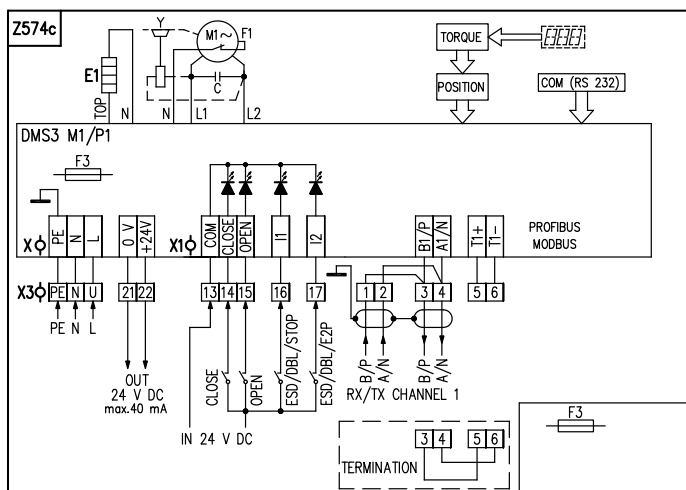 Z574c
Y
M1~
F1
E1
C
TOP
N
N
L1
L2
TORQUE
POSITION
COM (RS 232)
DMS3 M1/P1
F3
X
PE
N
L
0 V
+24V
X1
COM
CLOSE
OPEN
I1
I2
B1/P
A1/N
T1+
T1-
PROFIBUS
MODBUS
X3
PE
N
U
21
22
13
14
15
16
17
1
2
3
4
5
6
PE N L
OUT
24 V DC
max.40 mA
CLOSE
OPEN
ESD/DBL/STOP
ESD/DBL/E2P
IN 24 V DC
B/P
A/N
B/P
A/N
RX/TX CHANNEL 1
TERMINATION
3
4
5
6
F3